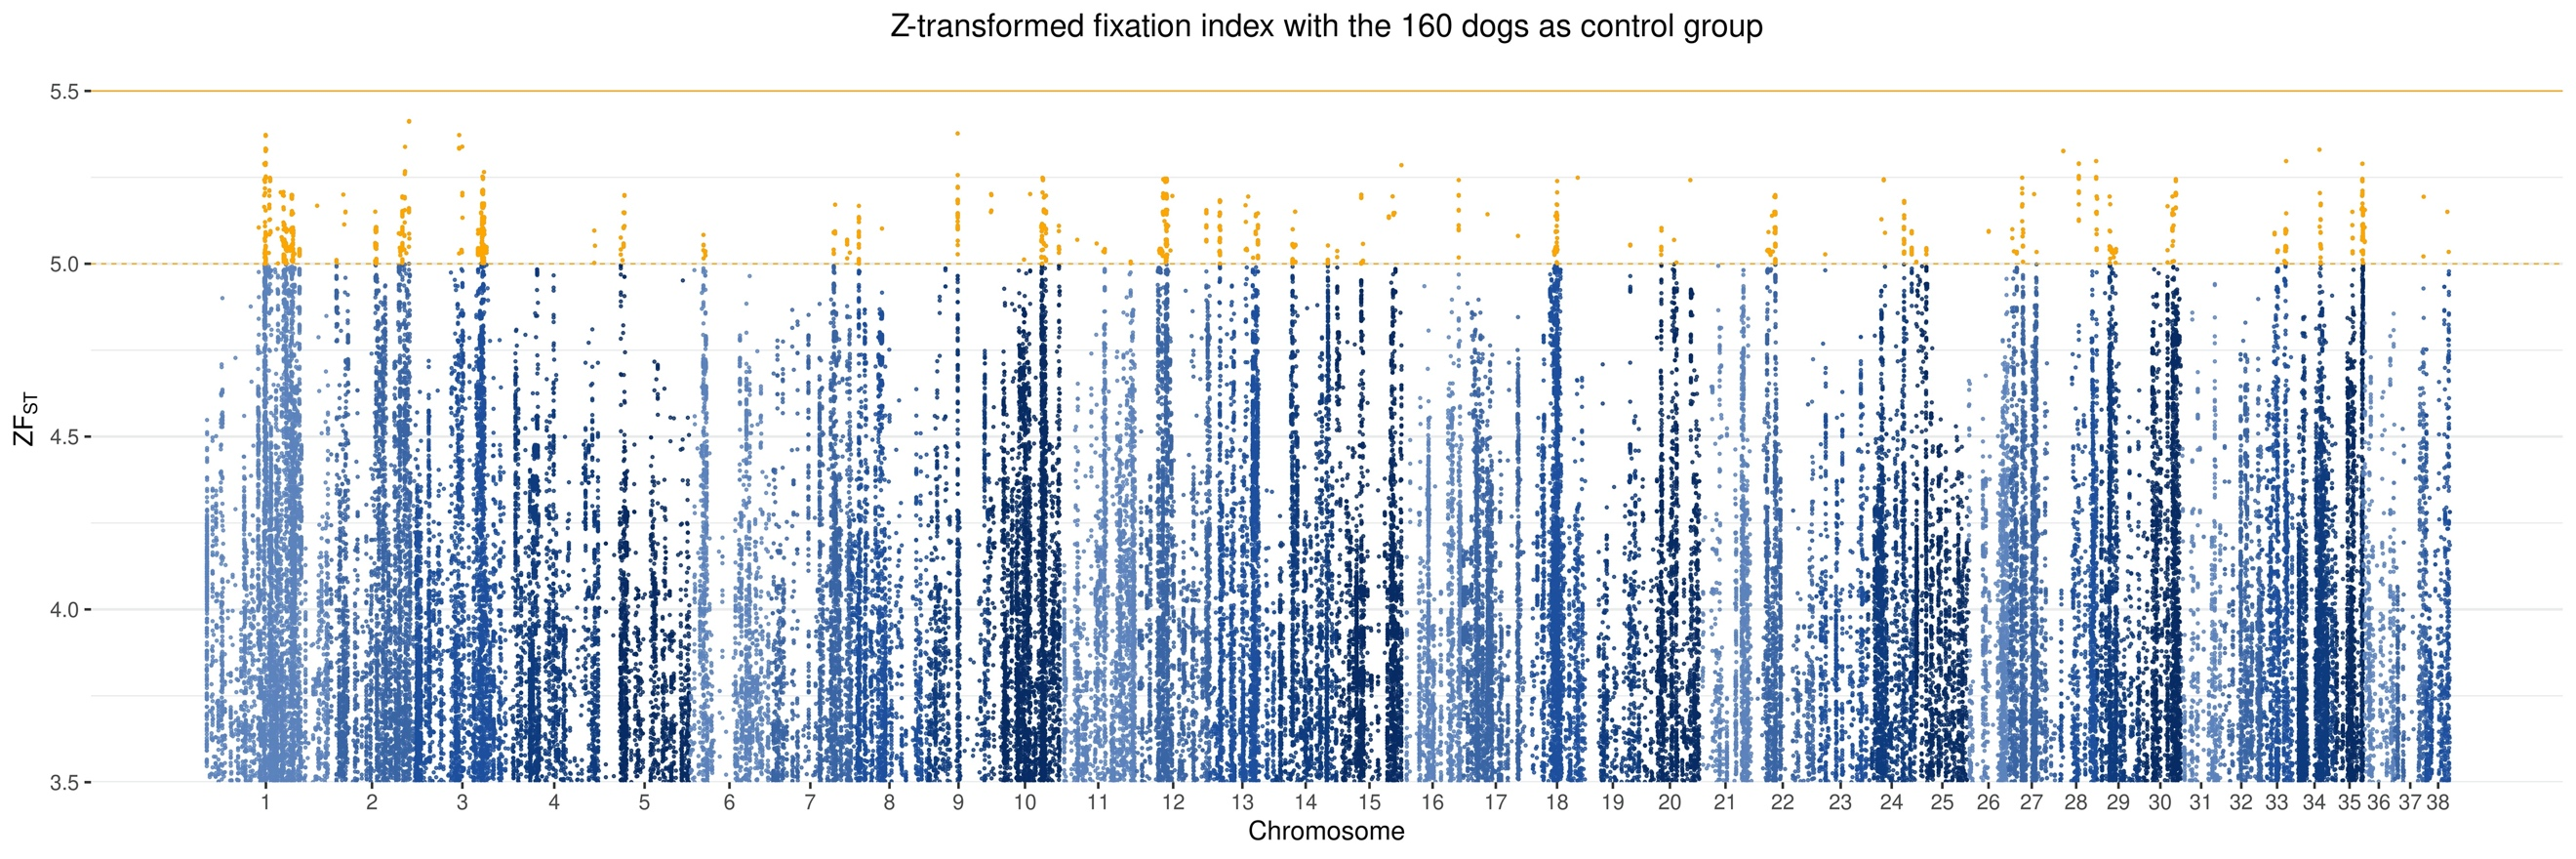 Z-transformed fixation index with the 160 dogs as control group
5.5
5.0
4.5
4.0
3.5
ZFST
1 2 3 4 5 6 7 8 9 10 11 12 13 14 15 16 17 18 19 20 21 22 23 24 25 26 27 28 29 30 31 32 33 34 35 36 37 38
Chromosome